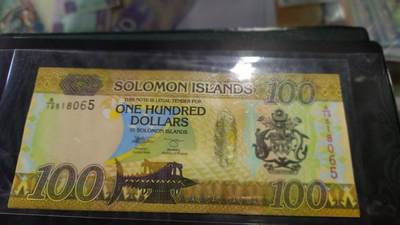 SOLOMON ISLANDS
THIS NOTE IS LEGAL TENDER FOR
ONE HUNDRED
DOLLARS
IN SOLOMON ISLANDS
100
100
100